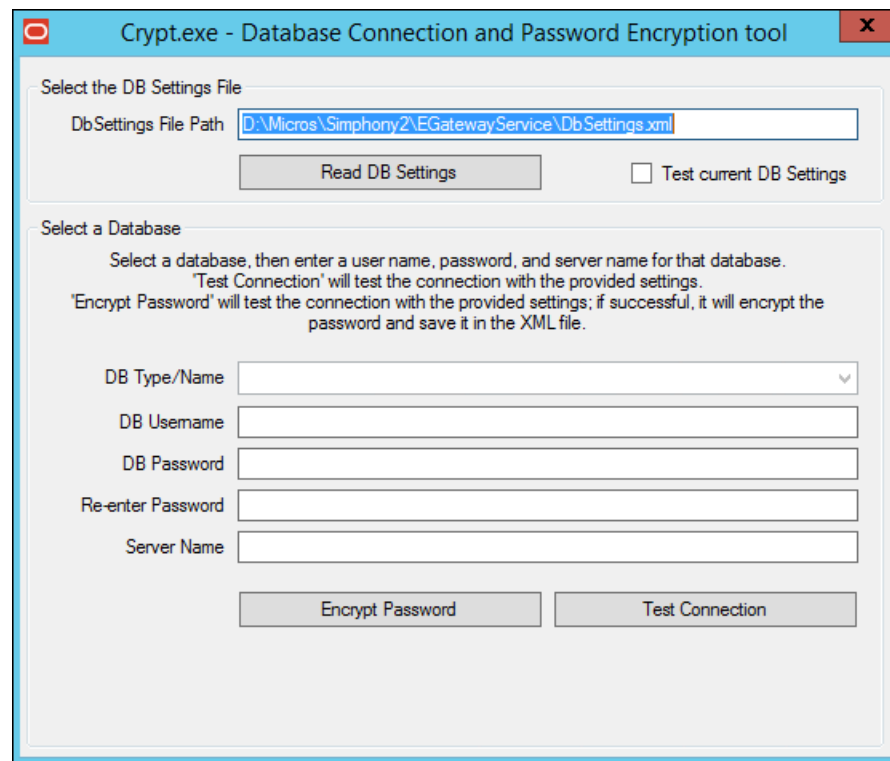 Crypt.exe - Database Connection and Password Encryption tool
x
Select the DB Settings File
DbSettings File Path
D:\Micros\Simphony2\EGatewayService\DbSettings.xml
Read DB Settings
Test current DB Settings
Select a Database
Select a database, then enter a user name, password, and server name for that database.
'Test Connection' will test the connection with the provided settings.
'Encrypt Password' will test the connection with the provided settings; if successful, it will encrypt the
password and save it in the XML file.
DB Type/Name
DB Username
DB Password
Re-enter Password
Server Name
Encrypt Password
Test Connection